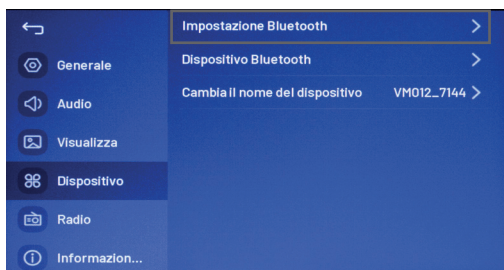 Impostazione Bluetooth
Generale
Dispositivo Bluetooth
Audio
Cambia il nome del dispositivo VM012_7144
Visualizza
Dispositivo
Radio
Informazion...